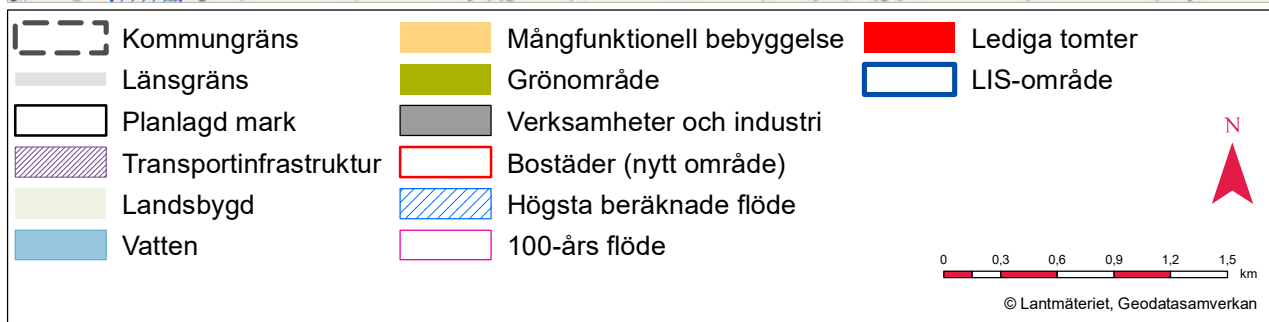 Kommungräns
Länsgräns
Planlagd mark
Transportinfrastruktur
Landsbygd
Vatten
Mångfunktionell bebyggelse
Grönområde
Verksamheter och industri
Bostäder (nytt område)
Högsta beräknade flöde
100-års flöde
Lediga tomter
LIS-område
N
0 0,3 0,6 0,9 1,2 1,5
km
© Lantmäteriet, Geodatasamverkan